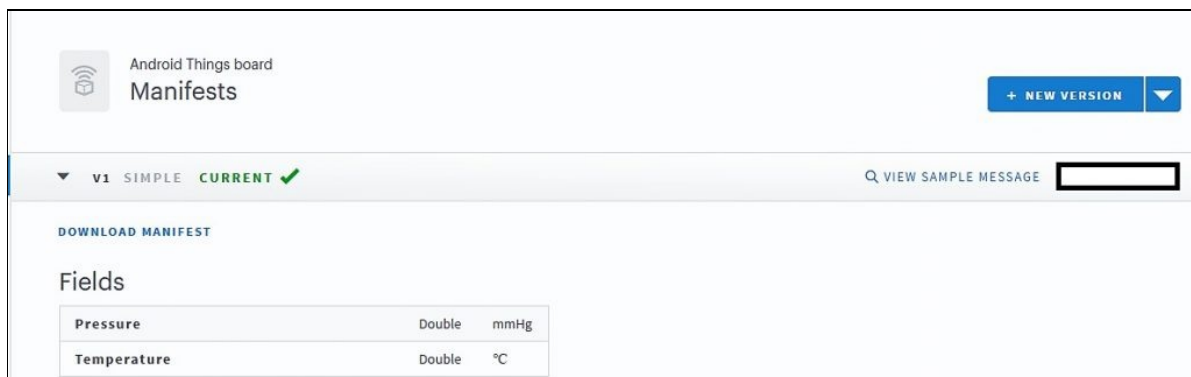 Android Things board
Manifests
+ NEW VERSION
V1 SIMPLE CURRENT
VIEW SAMPLE MESSAGE
DOWNLOAD MANIFEST
Fields
Pressure Double mmHg
Temperature Double °C